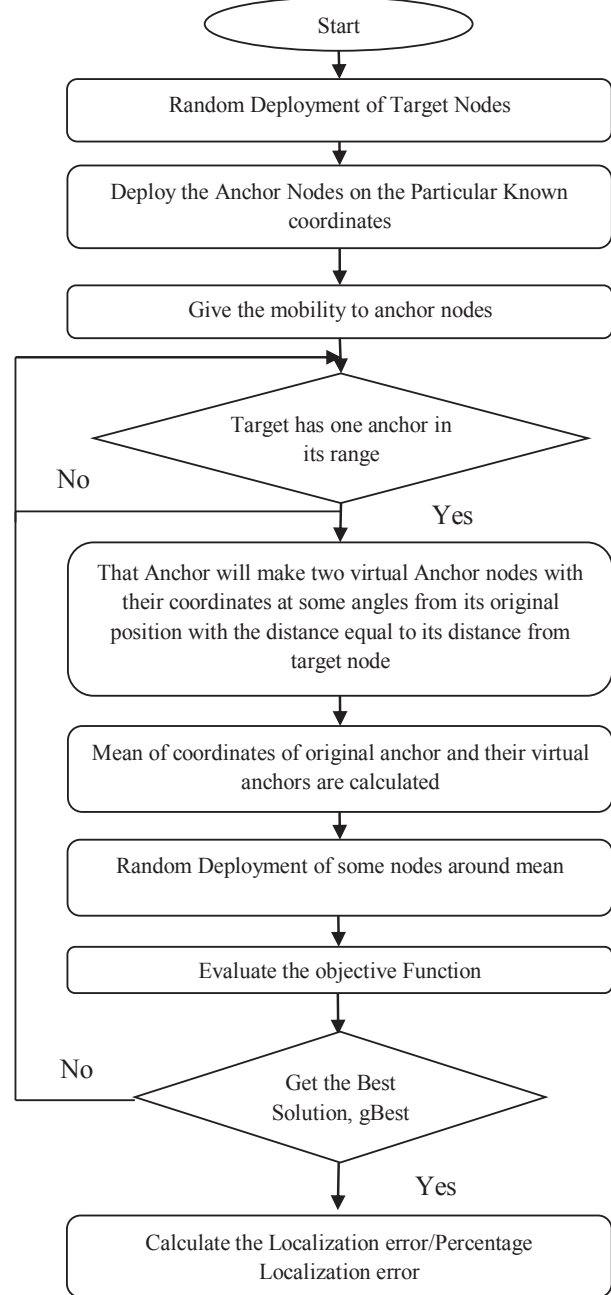 Start
Random Deployment of Target Nodes
Deploy the Anchor Nodes on the Particular Known
coordinates
Give the mobility to anchor nodes
Target has one anchor in
its range
No
Yes
That Anchor will make two virtual Anchor nodes with
their coordinates at some angles from its original
position with the distance equal to its distance from
target node
Mean of coordinates of original anchor and their virtual
anchors are calculated
Random Deployment of some nodes around mean
Evaluate the objective Function
No
Get the Best
Solution, gBest
Yes
Calculate the Localization error/Percentage
Localization error